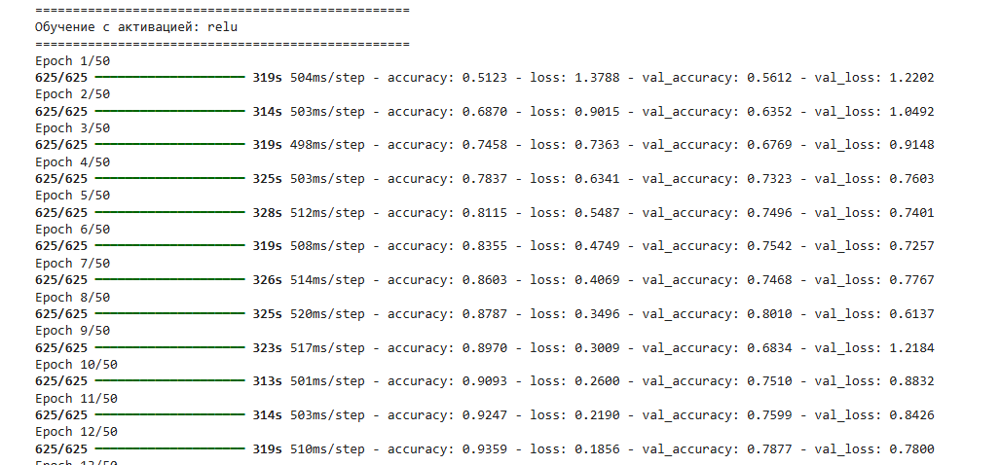 ==================================================
Обучение с активацией: relu
==================================================
Epoch 1/50
625/625 ━━━━━━━━━━━━━━━━━━━━ 319s 504ms/step - accuracy: 0.5123 - loss: 1.3788 - val_accuracy: 0.5612 - val_loss: 1.2202
Epoch 2/50
625/625 ━━━━━━━━━━━━━━━━━━━━ 314s 503ms/step - accuracy: 0.6870 - loss: 0.9015 - val_accuracy: 0.6352 - val_loss: 1.0492
Epoch 3/50
625/625 ━━━━━━━━━━━━━━━━━━━━ 319s 498ms/step - accuracy: 0.7458 - loss: 0.7363 - val_accuracy: 0.6769 - val_loss: 0.9148
Epoch 4/50
625/625 ━━━━━━━━━━━━━━━━━━━━ 325s 503ms/step - accuracy: 0.7837 - loss: 0.6341 - val_accuracy: 0.7323 - val_loss: 0.7603
Epoch 5/50
625/625 ━━━━━━━━━━━━━━━━━━━━ 328s 512ms/step - accuracy: 0.8115 - loss: 0.5487 - val_accuracy: 0.7496 - val_loss: 0.7401
Epoch 6/50
625/625 ━━━━━━━━━━━━━━━━━━━━ 319s 508ms/step - accuracy: 0.8355 - loss: 0.4749 - val_accuracy: 0.7542 - val_loss: 0.7257
Epoch 7/50
625/625 ━━━━━━━━━━━━━━━━━━━━ 326s 514ms/step - accuracy: 0.8603 - loss: 0.4069 - val_accuracy: 0.7468 - val_loss: 0.7767
Epoch 8/50
625/625 ━━━━━━━━━━━━━━━━━━━━ 325s 520ms/step - accuracy: 0.8787 - loss: 0.3496 - val_accuracy: 0.8010 - val_loss: 0.6137
Epoch 9/50
625/625 ━━━━━━━━━━━━━━━━━━━━ 323s 517ms/step - accuracy: 0.8970 - loss: 0.3009 - val_accuracy: 0.6834 - val_loss: 1.2184
Epoch 10/50
625/625 ━━━━━━━━━━━━━━━━━━━━ 313s 501ms/step - accuracy: 0.9093 - loss: 0.2600 - val_accuracy: 0.7510 - val_loss: 0.8832
Epoch 11/50
625/625 ━━━━━━━━━━━━━━━━━━━━ 314s 503ms/step - accuracy: 0.9247 - loss: 0.2190 - val_accuracy: 0.7599 - val_loss: 0.8426
Epoch 12/50
625/625 ━━━━━━━━━━━━━━━━━━━━ 319s 510ms/step - accuracy: 0.9359 - loss: 0.1856 - val_accuracy: 0.7877 - val_loss: 0.7800